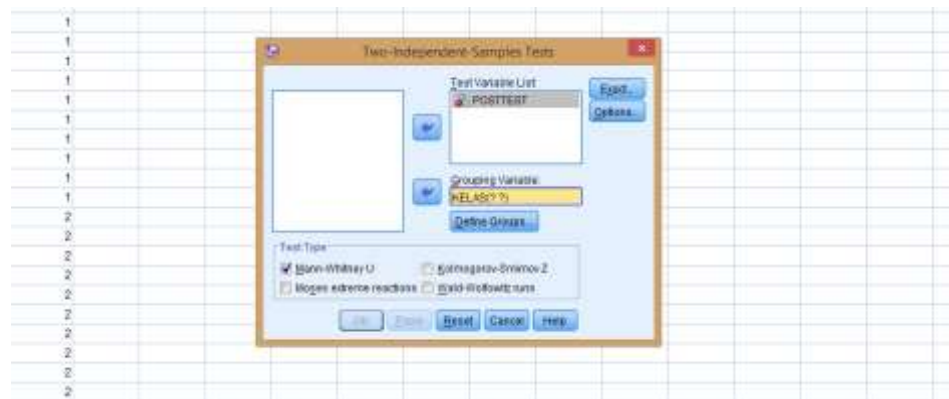 1
1
1
1
1
1
1
1
1
1
2
2
2
2
2
2
2
2
2
2
Two-Independent-Samples Tests
Test Variable List:
POSTTEST
Exact...
Options...
Grouping Variable:
KELAS(? ?)
Define Groups...
Test Type
Mann-Whitney U
Kolmogorov-Smirnov Z
Moses extreme reactions
Wald-Wolfowitz runs
OK
Paste
Reset
Cancel
Help